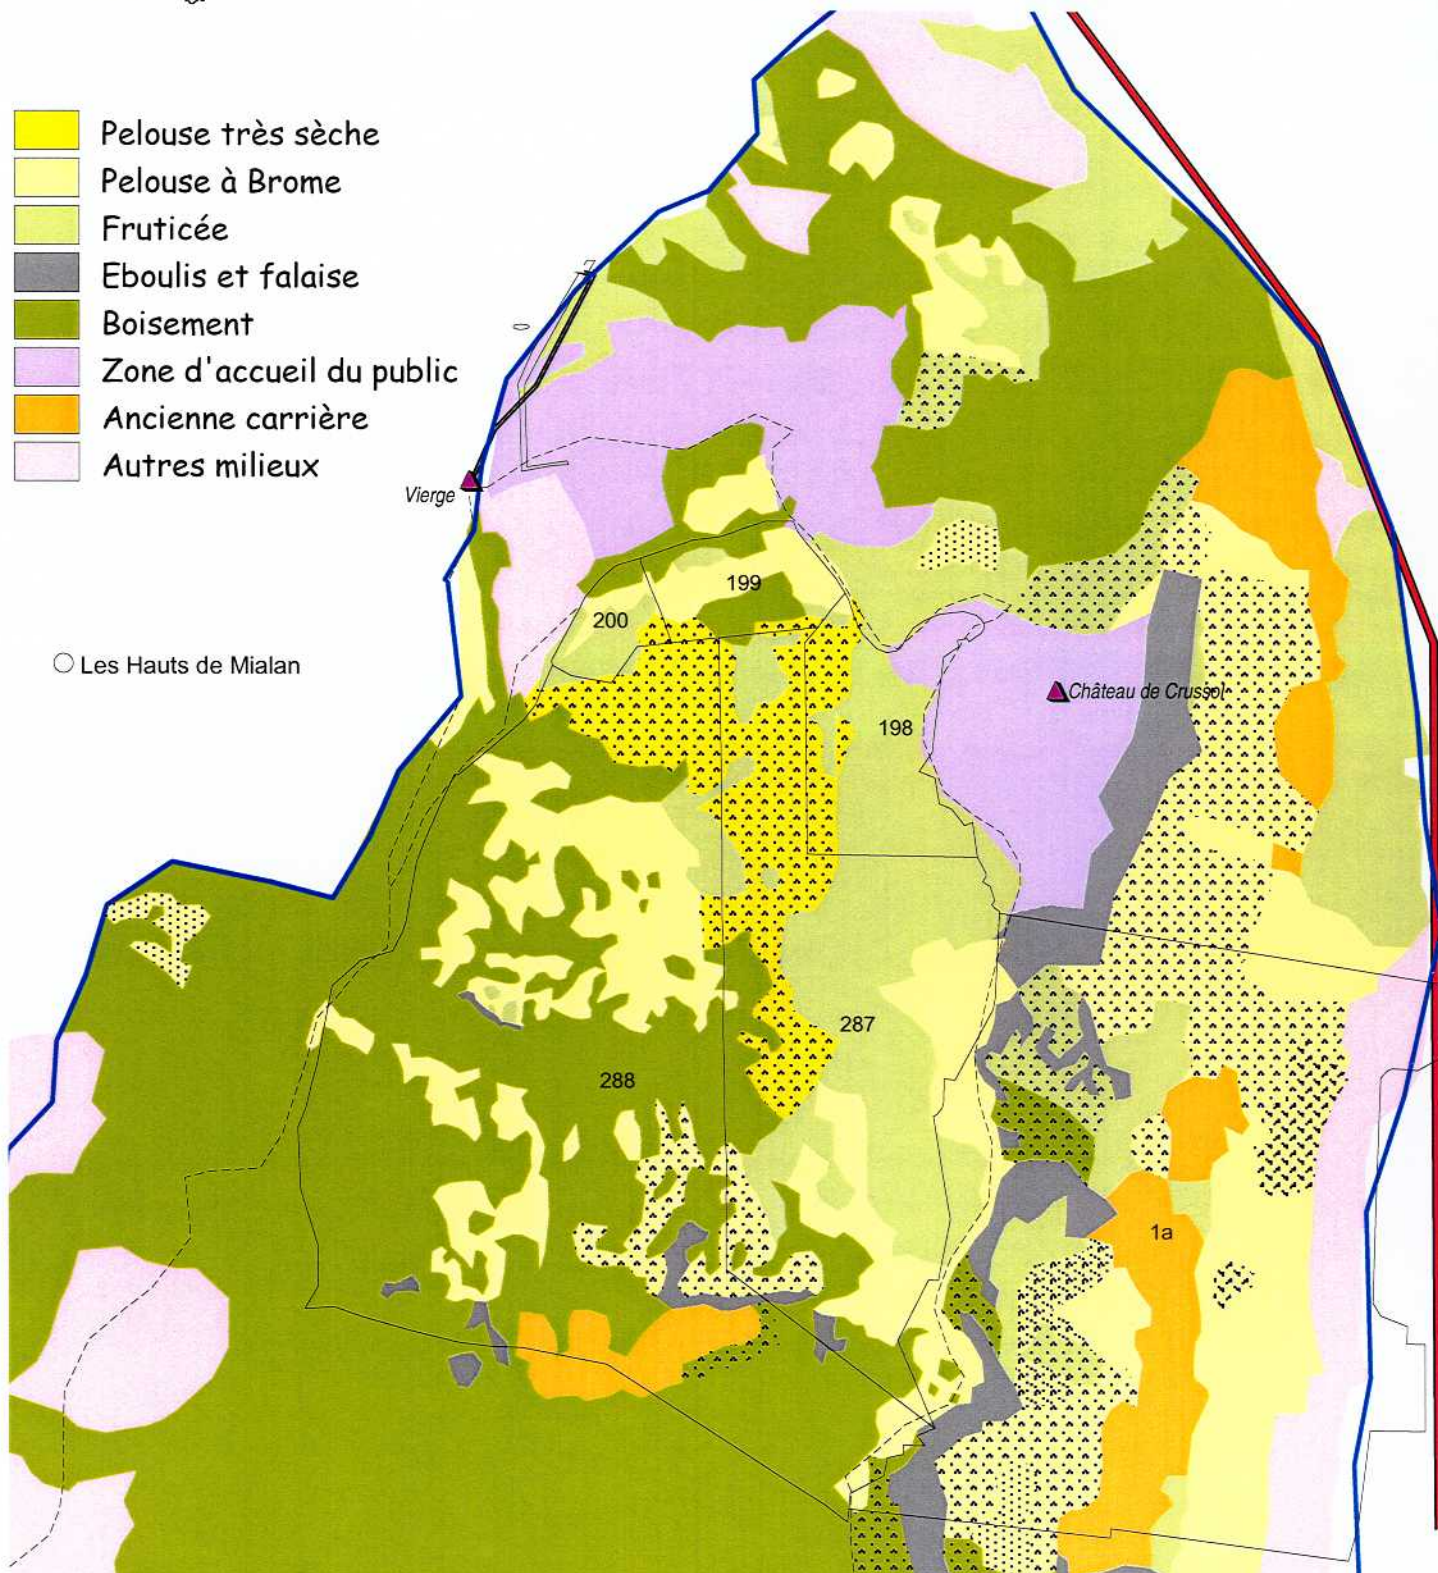 Pelouse très sèche
Pelouse à Brome
Fruticée
Eboulis et falaise
Boisement
Zone d'accueil du public
Ancienne carrière
Autres milieux
Vierge
199
200
Les Hauts de Mialan
Château de Crussol
198
287
288
1a